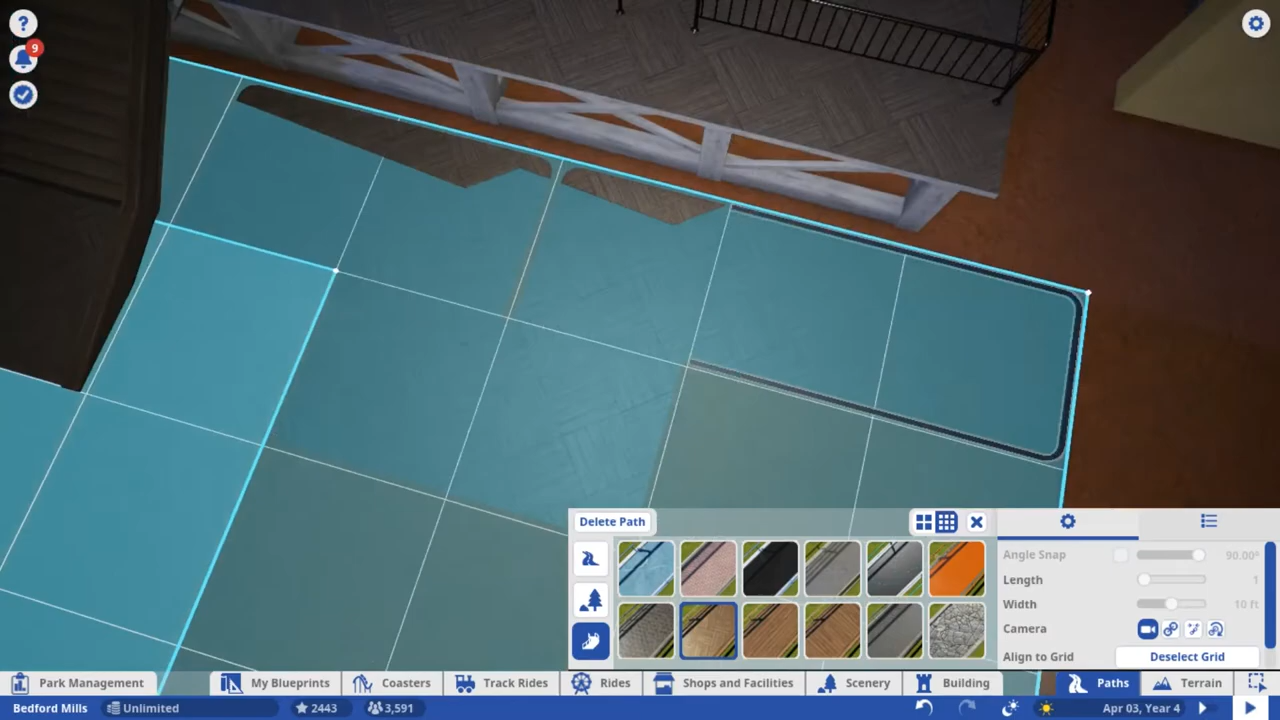 ?
9
Delete Path
Angle Snap 90.00°
Length 1
Width 10 ft
Camera
Align to Grid Deselect Grid
Park Management My Blueprints Coasters Track Rides Rides Shops and Facilities Scenery Building Paths Terrain
Bedford Mills Unlimited 2443 3,591 Apr 03, Year 4